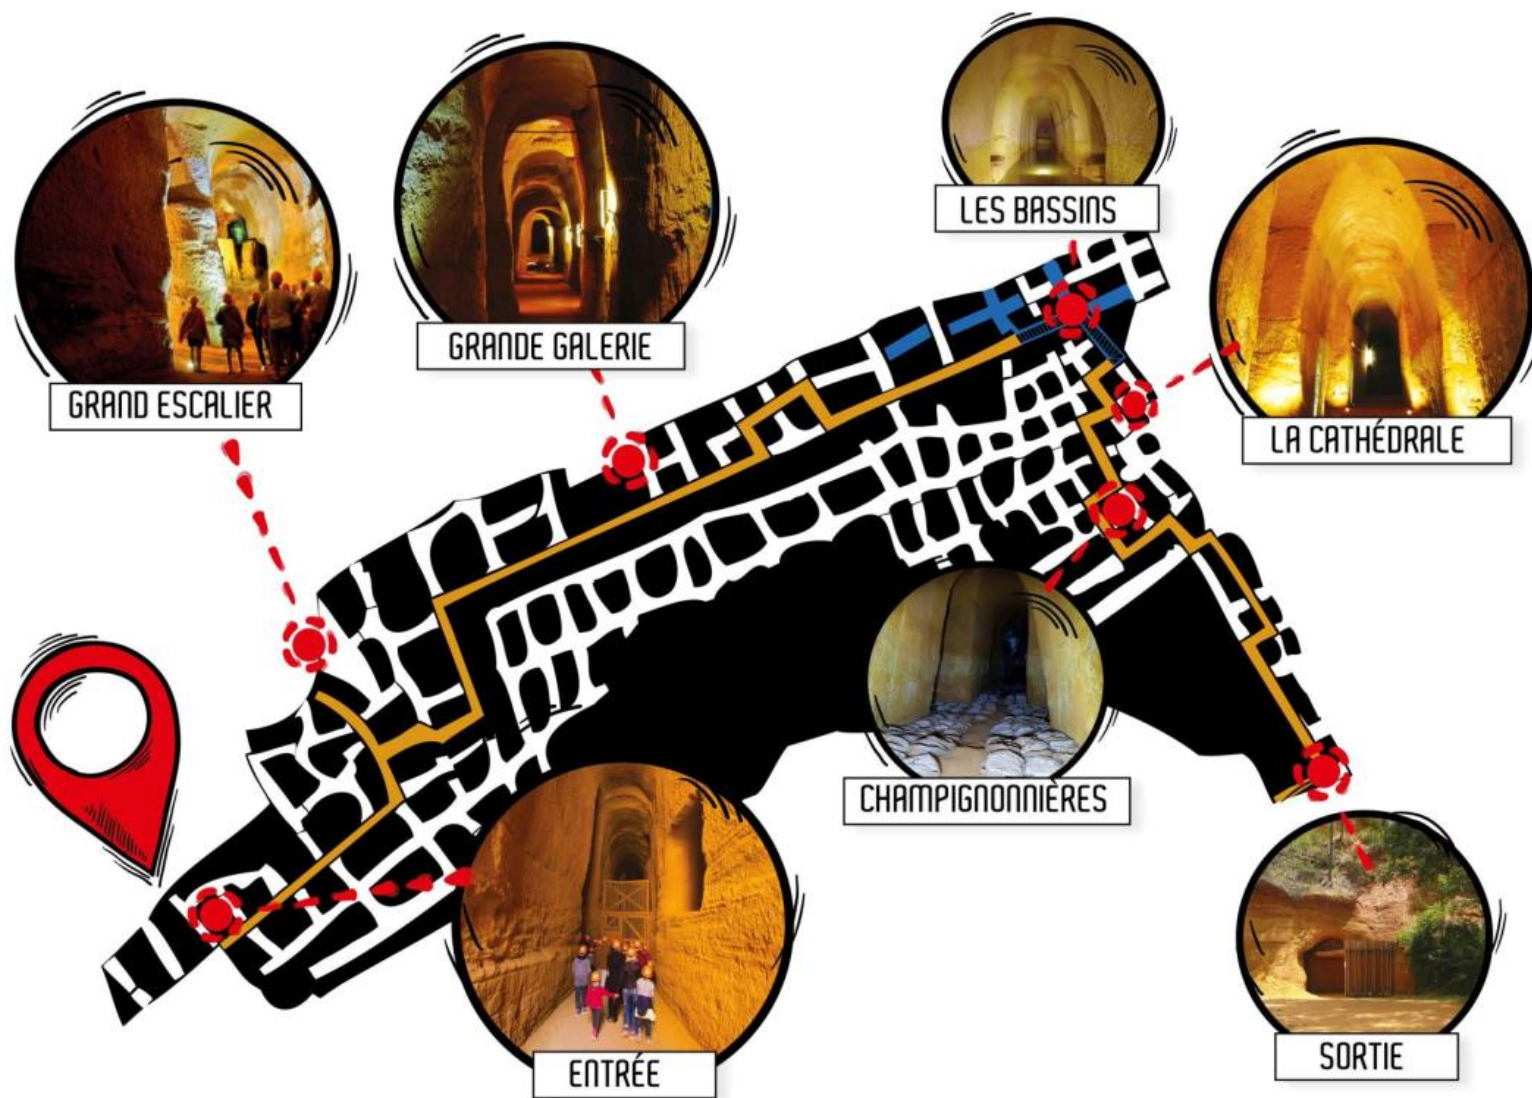 LES BASSINS
GRANDE GALERIE
GRAND ESCALIER
LA CATHÉDRALE
CHAMPIGNONNIÈRES
ENTRÉE
SORTIE